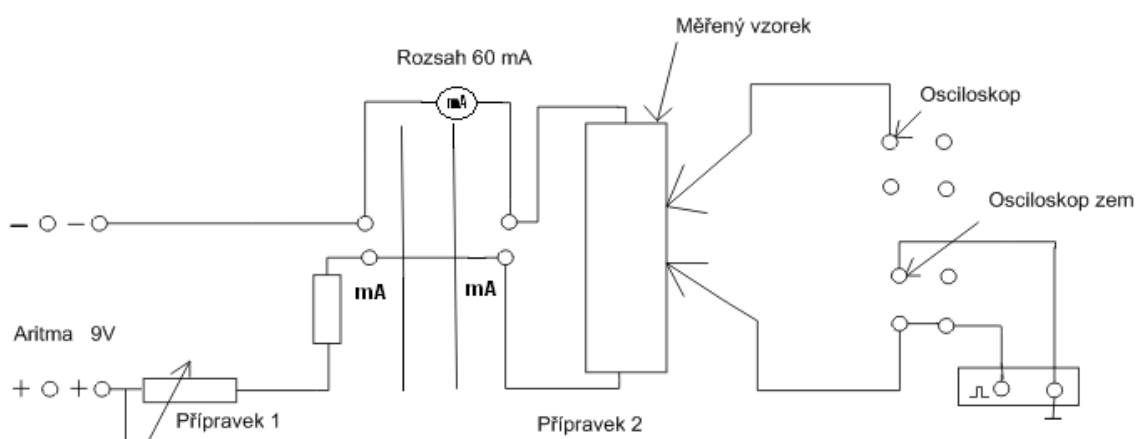 Měřený vzorek
Rozsah 60 mA
mA
Osciloskop
Osciloskop zem
mA
mA
Aritma 9V
Přípravek 1
Přípravek 2